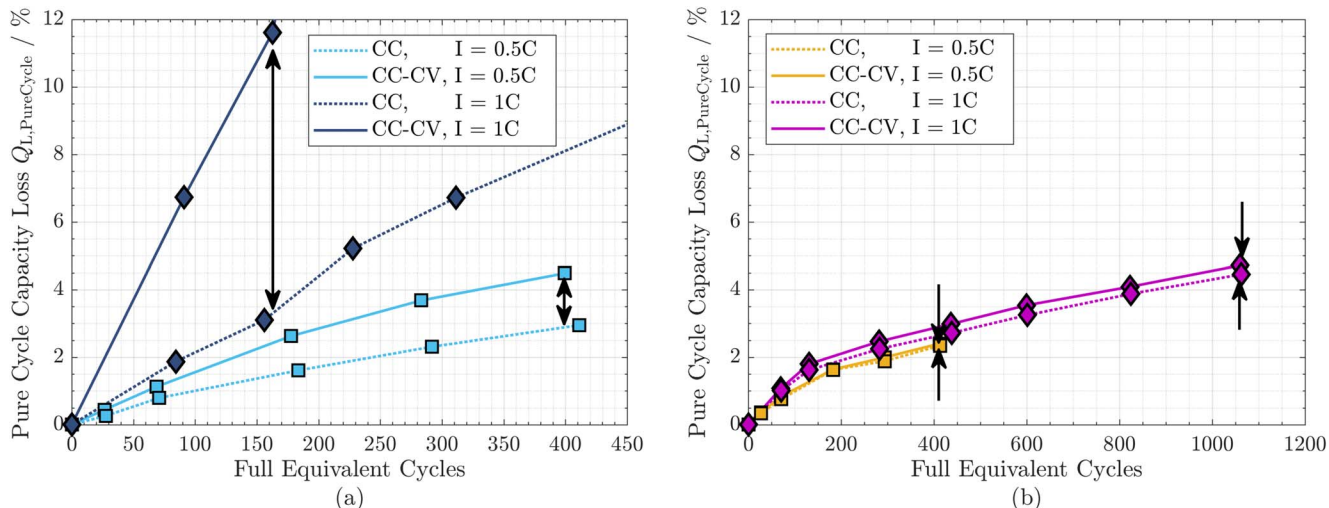 Pure Cycle Capacity Loss Q_L,PureCycle / %
12
10
8
6
4
2
0
CC, I = 0.5C
CC-CV, I = 0.5C
CC, I = 1C
CC-CV, I = 1C
0 50 100 150 200 250 300 350 400 450
Full Equivalent Cycles
(a)
Pure Cycle Capacity Loss Q_L,PureCycle / %
12
10
8
6
4
2
0
CC, I = 0.5C
CC-CV, I = 0.5C
CC, I = 1C
CC-CV, I = 1C
0 200 400 600 800 1000 1200
Full Equivalent Cycles
(b)